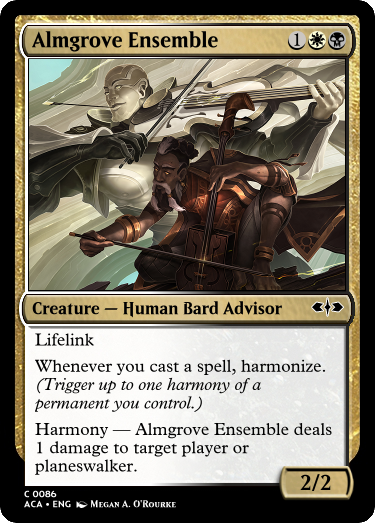 Almgrove Ensemble 1
Creature — Human Bard Advisor
Lifelink
Whenever you cast a spell, harmonize.
(Trigger up to one harmony of a
permanent you control.)
Harmony — Almgrove Ensemble deals
1 damage to target player or
planeswalker.
2/2
C 0086
ACA • ENG Megan A. O'Rourke